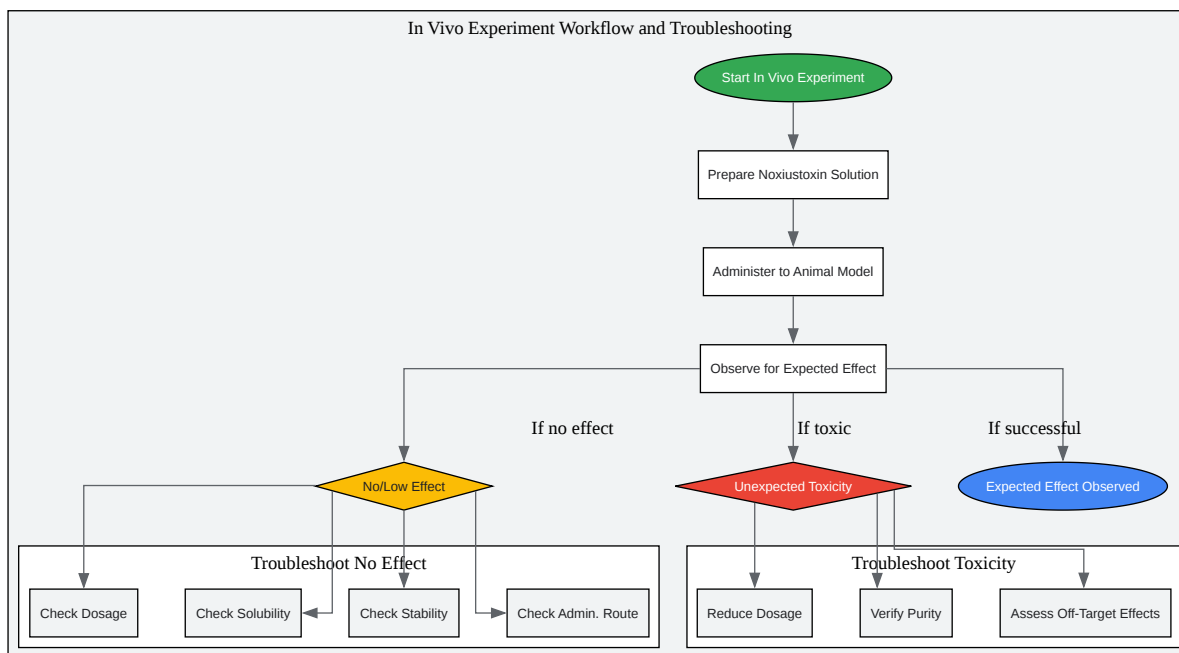 In Vivo Experiment Workflow and Troubleshooting
Start In Vivo Experiment
Prepare Noxiustoxin Solution
Administer to Animal Model
Observe for Expected Effect
If no effect
If toxic
If successful
No/Low Effect
Unexpected Toxicity
Expected Effect Observed
Troubleshoot No Effect
Troubleshoot Toxicity
Check Dosage
Check Solubility
Check Stability
Check Admin. Route
Reduce Dosage
Verify Purity
Assess Off-Target Effects